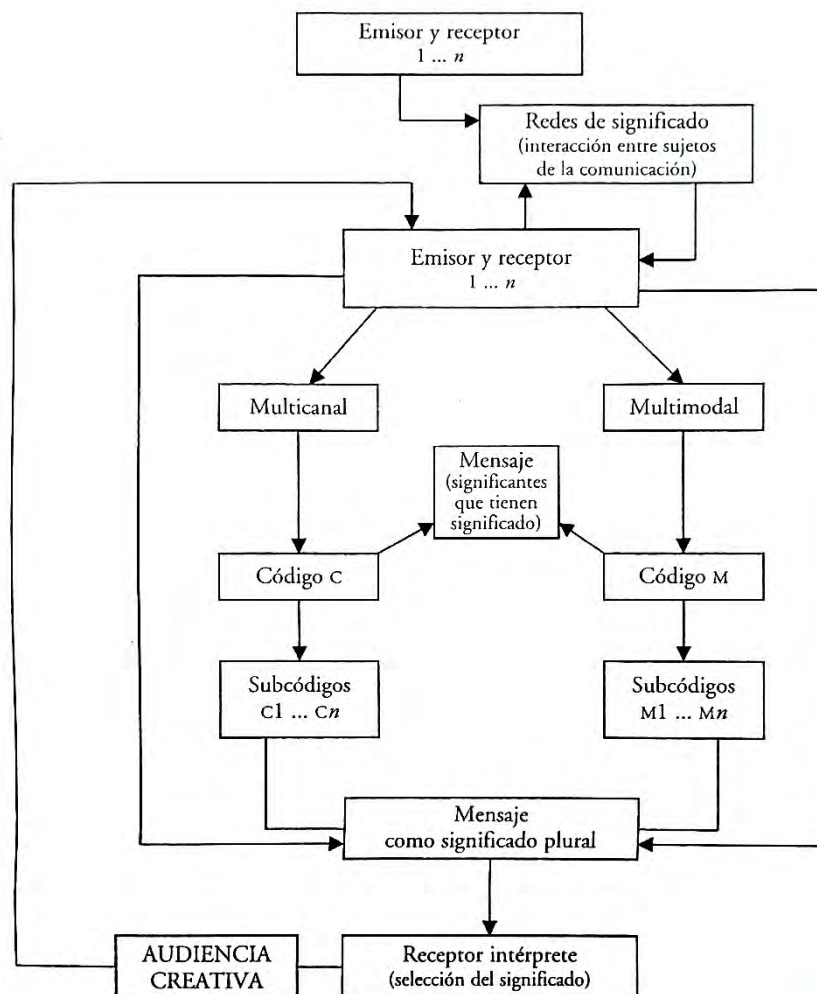 Emisor y receptor
1 ... n
Redes de significado
(interacción entre sujetos
de la comunicación)
Emisor y receptor
1 ... n
Multicanal
Multimodal
Mensaje
(significantes
que tienen
significado)
Código C
Código M
Subcódigos
C1 ... Cn
Subcódigos
M1 ... Mn
Mensaje
como significado plural
AUDIENCIA
CREATIVA
Receptor intérprete
(selección del significado)